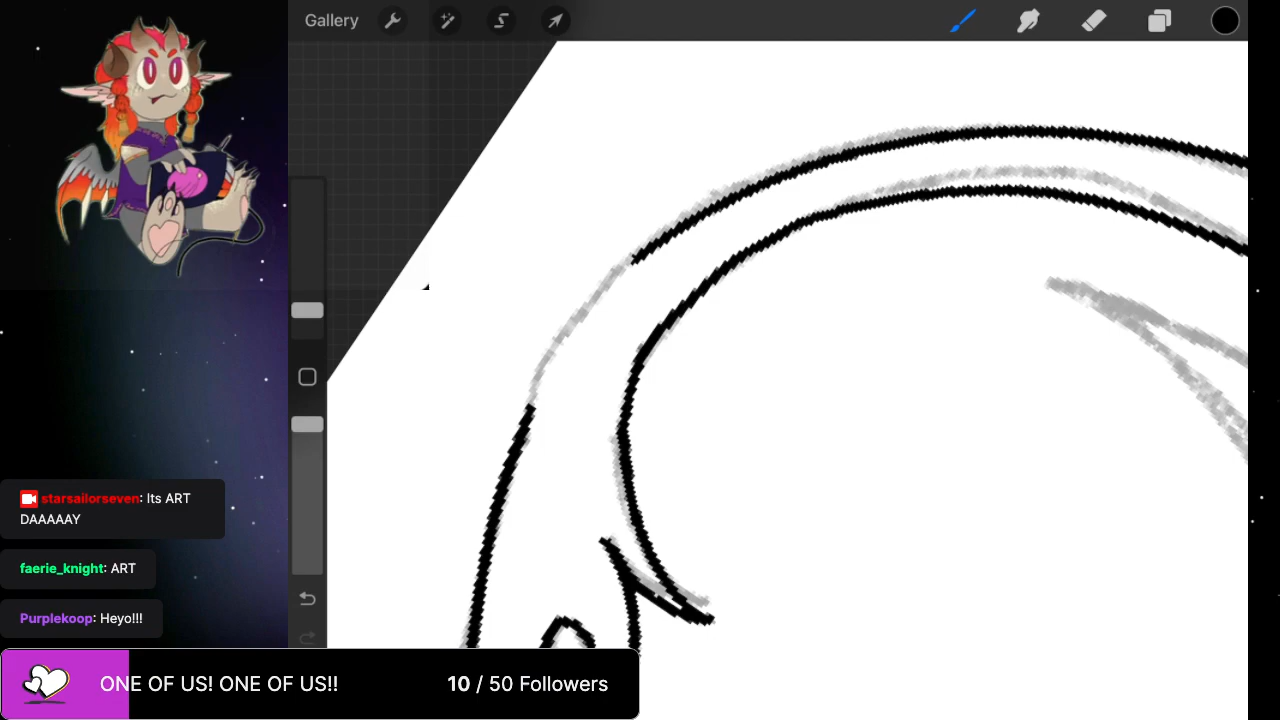 Gallery
starsailorseven: Its ART
DAAAAAY
faerie_knight: ART
Purplekoop: Heyo!!!
ONE OF US! ONE OF US!! 10 / 50 Followers